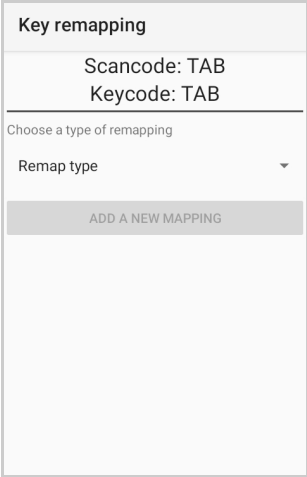 Key remapping
Scancode: TAB
Keycode: TAB
Choose a type of remapping
Remap type
ADD A NEW MAPPING